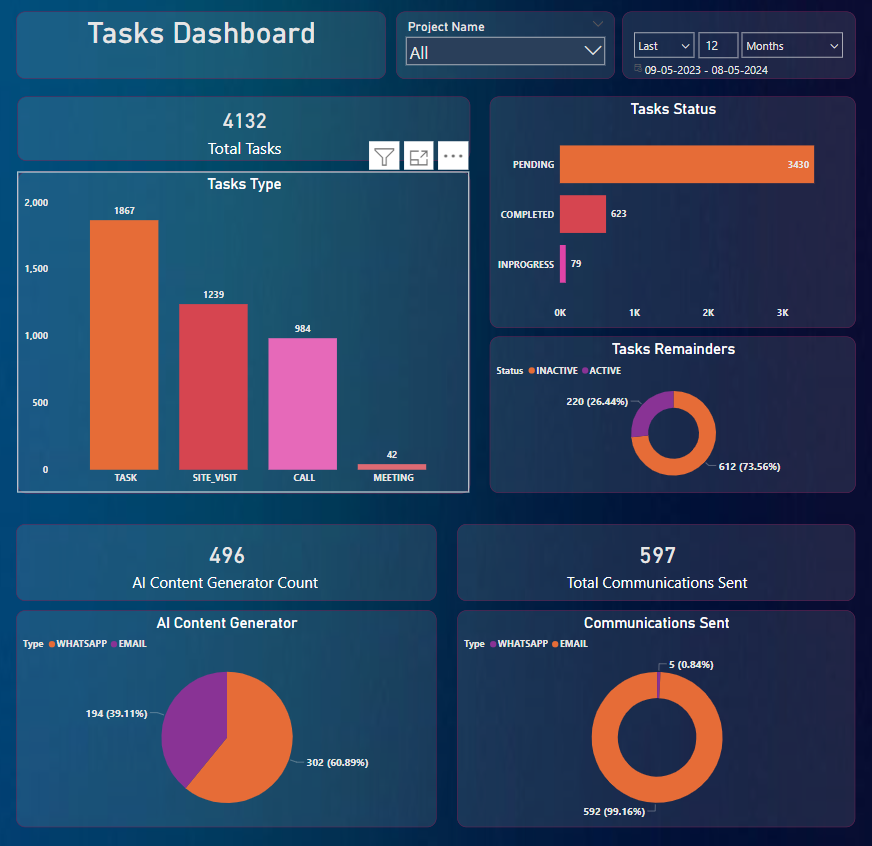 Tasks Dashboard
Project Name
All
Last 12 Months
09-05-2023 - 08-05-2024
4132
Total Tasks
Tasks Type
2,000
1,500
1,000
500
0
1867
1239
984
42
TASK SITE_VISIT CALL MEETING
Tasks Status
PENDING 3430
COMPLETED 623
INPROGRESS 79
0K 1K 2K 3K
Tasks Remainders
Status INACTIVE ACTIVE
220 (26.44%)
612 (73.56%)
496
AI Content Generator Count
597
Total Communications Sent
AI Content Generator
Type WHATSAPP EMAIL
194 (39.11%)
302 (60.89%)
Communications Sent
Type WHATSAPP EMAIL
5 (0.84%)
592 (99.16%)